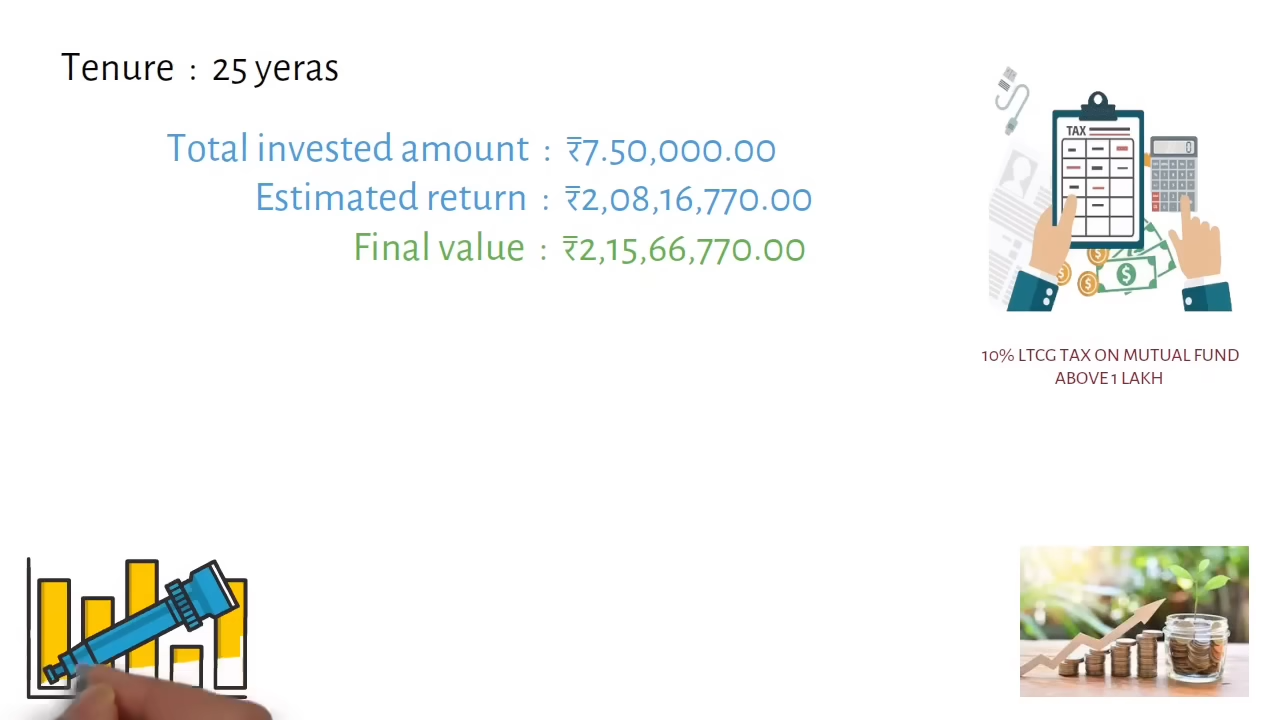 Tenure : 25 yeras
Total invested amount : ₹7.50,000.00
Estimated return : ₹2,08,16,770.00
Final value : ₹2,15,66,770.00
TAX
0
10% LTCG TAX ON MUTUAL FUND
ABOVE 1 LAKH